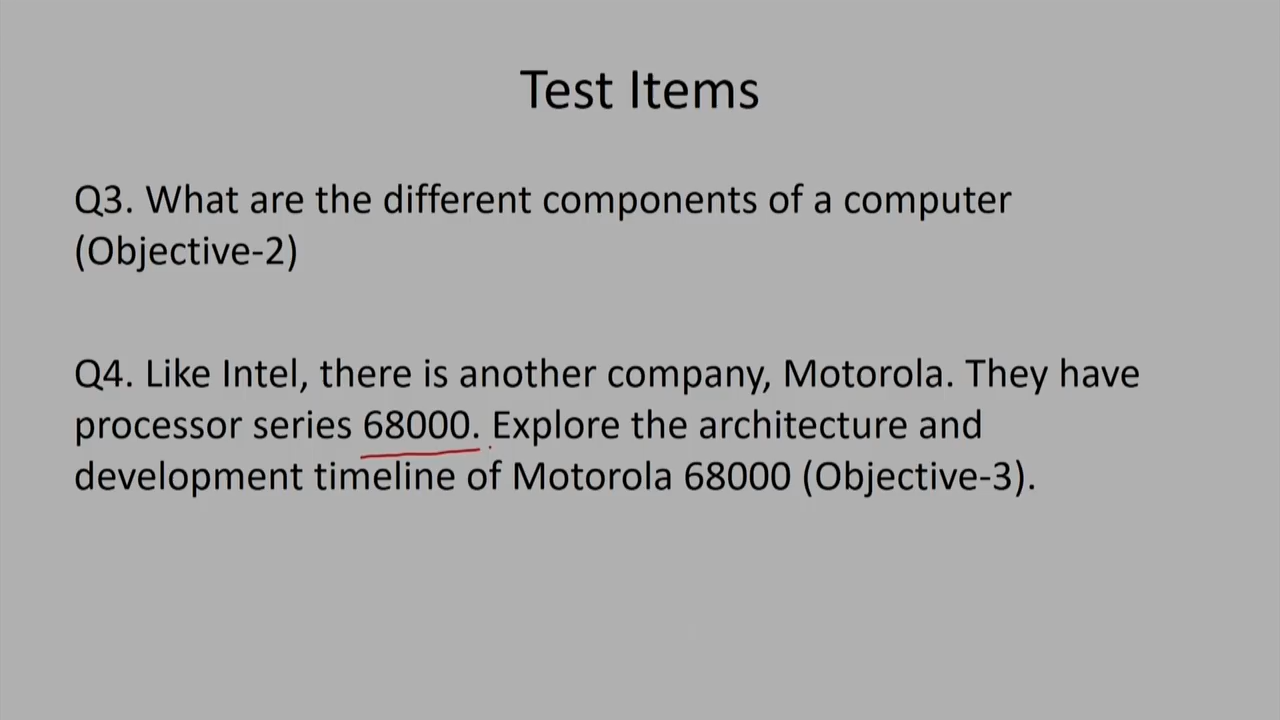 Test Items
Q3. What are the different components of a computer
(Objective-2)
Q4. Like Intel, there is another company, Motorola. They have
processor series 68000. Explore the architecture and
development timeline of Motorola 68000 (Objective-3).